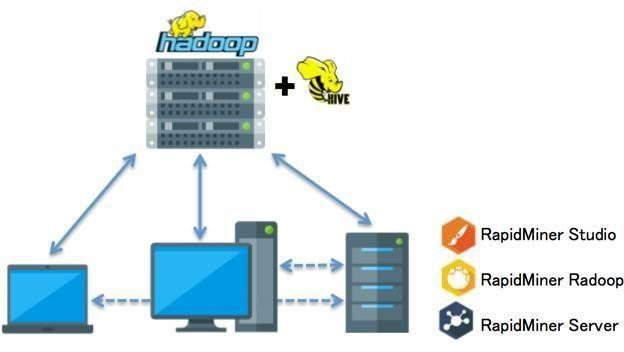 hadoop
+
HIVE
RapidMiner Studio
RapidMiner Radoop
RapidMiner Server